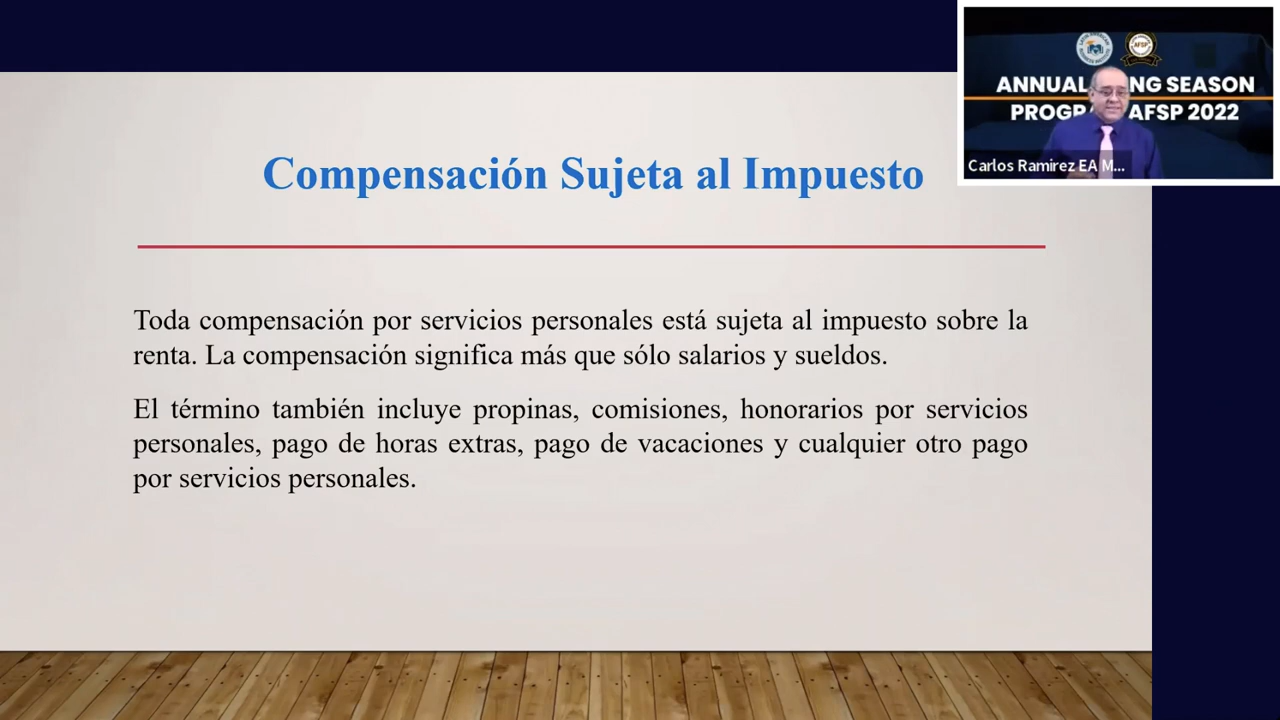 Compensación Sujeta al Impuesto
Toda compensación por servicios personales está sujeta al impuesto sobre la
renta. La compensación significa más que sólo salarios y sueldos.
El término también incluye propinas, comisiones, honorarios por servicios
personales, pago de horas extras, pago de vacaciones y cualquier otro pago
por servicios personales.
AFSP
ANNUAL NG SEASON
PROGR AFSP 2022
Carlos Ramirez EA M...